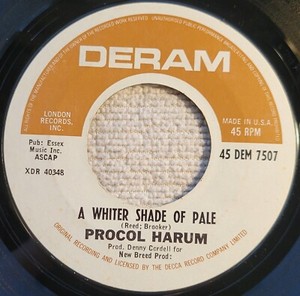 DERAM
LONDON
RECORDS,
INC.
MADE IN U.S.A.
45 RPM
Pub: Essex
Music Inc.
ASCAP
45 DEM 7507
XDR 40348
A WHITER SHADE OF PALE
(Reed; Brooker)
PROCOL HARUM
Prod. Denny Cordell for
New Breed Prod:
ORIGINAL RECORDING AND LICENSED BY THE DECCA RECORD COMPANY LIMITED